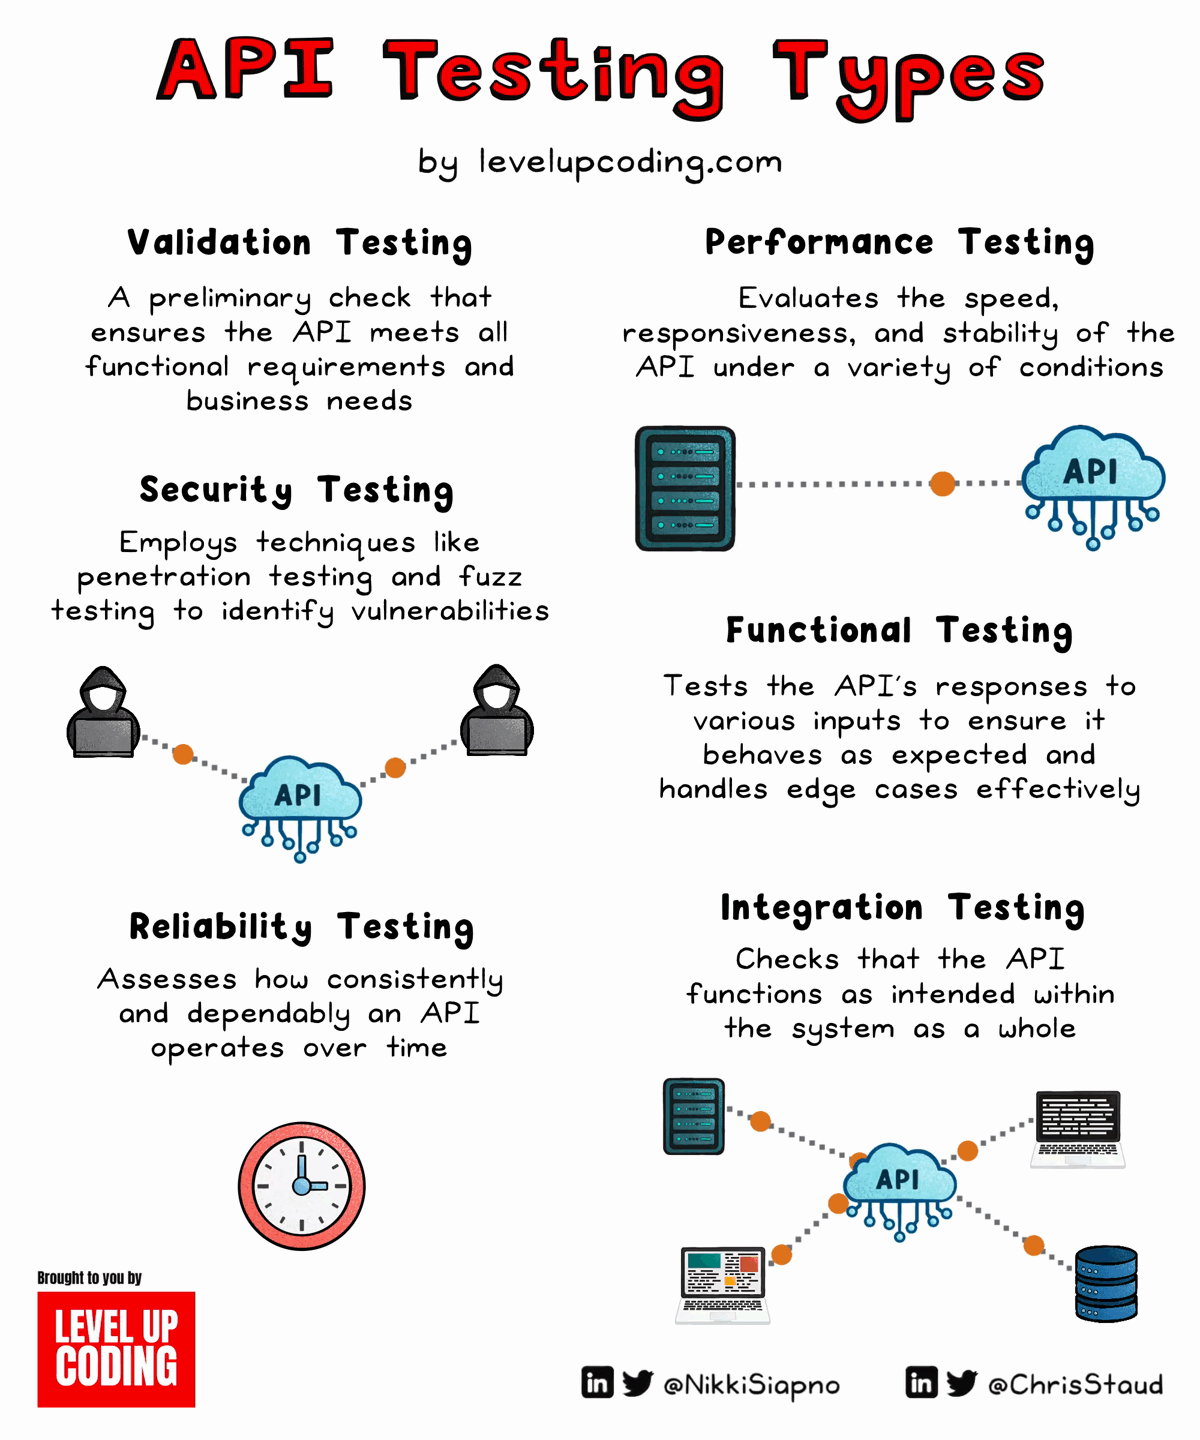 API Testing Types
by levelupcoding.com
Validation Testing
A preliminary check that
ensures the API meets all
functional requirements and
business needs
Security Testing
Employs techniques like
penetration testing and fuzz
testing to identify vulnerabilities
API
Reliability Testing
Assesses how consistently
and dependably an API
operates over time
Performance Testing
Evaluates the speed,
responsiveness, and stability of the
API under a variety of conditions
API
Functional Testing
Tests the API's responses to
various inputs to ensure it
behaves as expected and
handles edge cases effectively
Integration Testing
Checks that the API
functions as intended within
the system as a whole
API
Brought to you by
LEVEL UP
CODING
in @NikkiSiapno
in @ChrisStaud